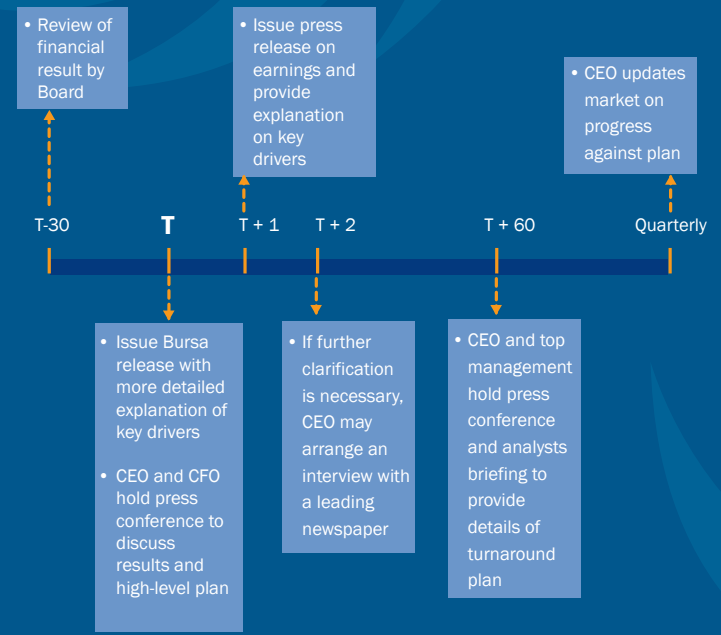 • Review of
financial
result by
Board
• Issue press
release on
earnings and
provide
explanation
on key
drivers
• CEO updates
market on
progress
against plan
T-30
T
T + 1
T + 2
T + 60
Quarterly
• Issue Bursa
release with
more detailed
explanation of
key drivers
• CEO and CFO
hold press
conference to
discuss
results and
high-level plan
• If further
clarification
is necessary,
CEO may
arrange an
interview with
a leading
newspaper
• CEO and top
management
hold press
conference
and analysts
briefing to
provide
details of
turnaround
plan